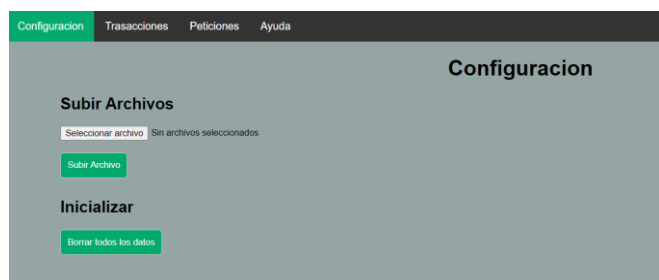 Configuracion Trasacciones Peticiones Ayuda
Configuracion
Subir Archivos
Seleccionar archivo Sin archivos seleccionados
Subir Archivo
Inicializar
Borrar todos los datos